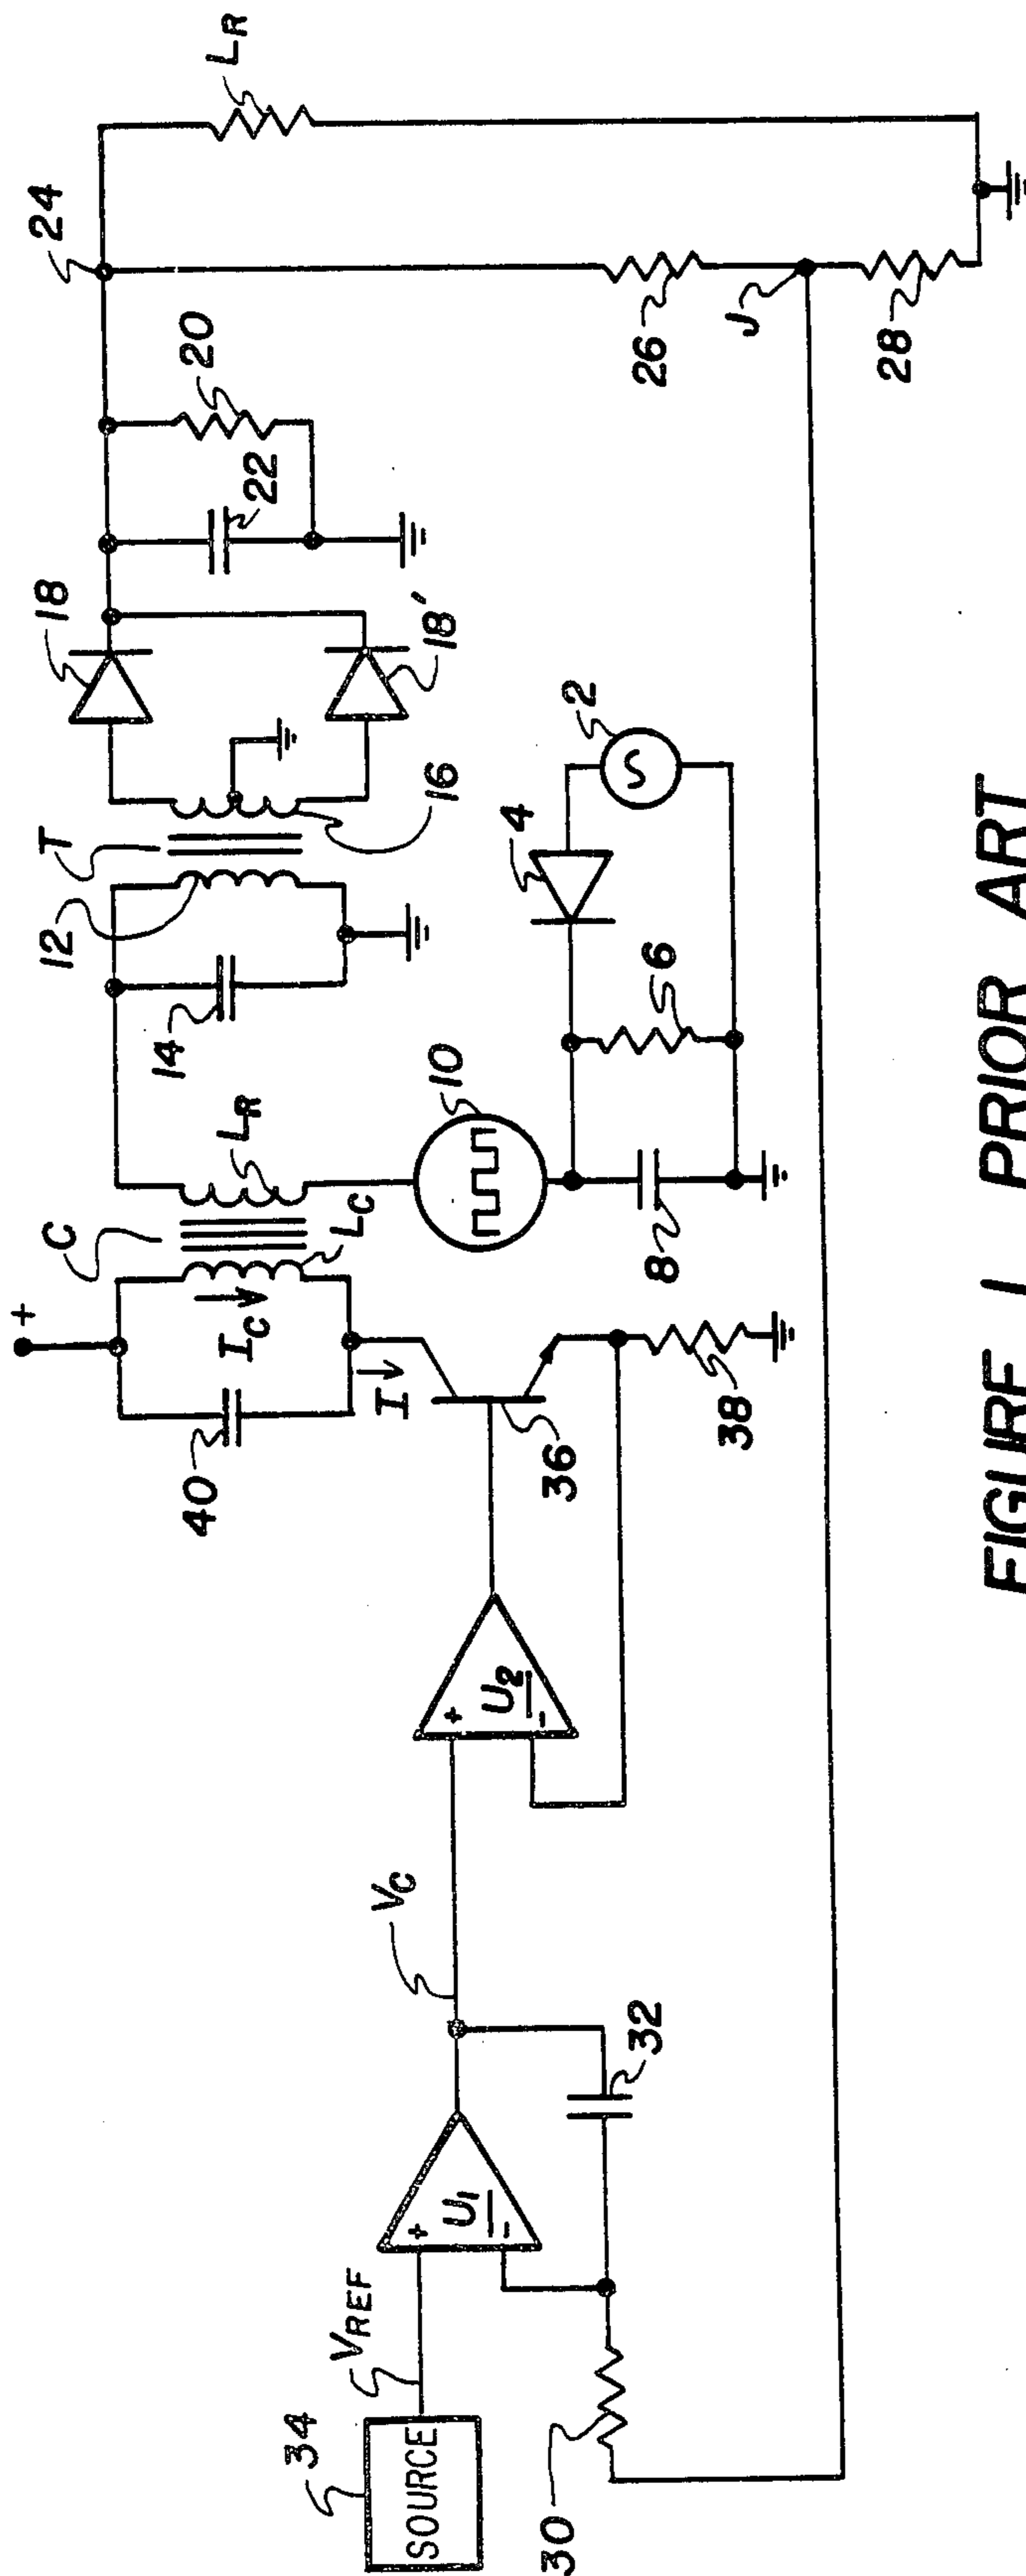 +
C
T
18
24
L_R
40
I_C
L_C
L_R
12
14
16
18'
22
20
I
10
4
2
36
38
8
6
26
J
28
34
SOURCE
V_REF
+
U_1
-
V_C
+
U_2
-
30
32
FIGURE 1 PRIOR ART